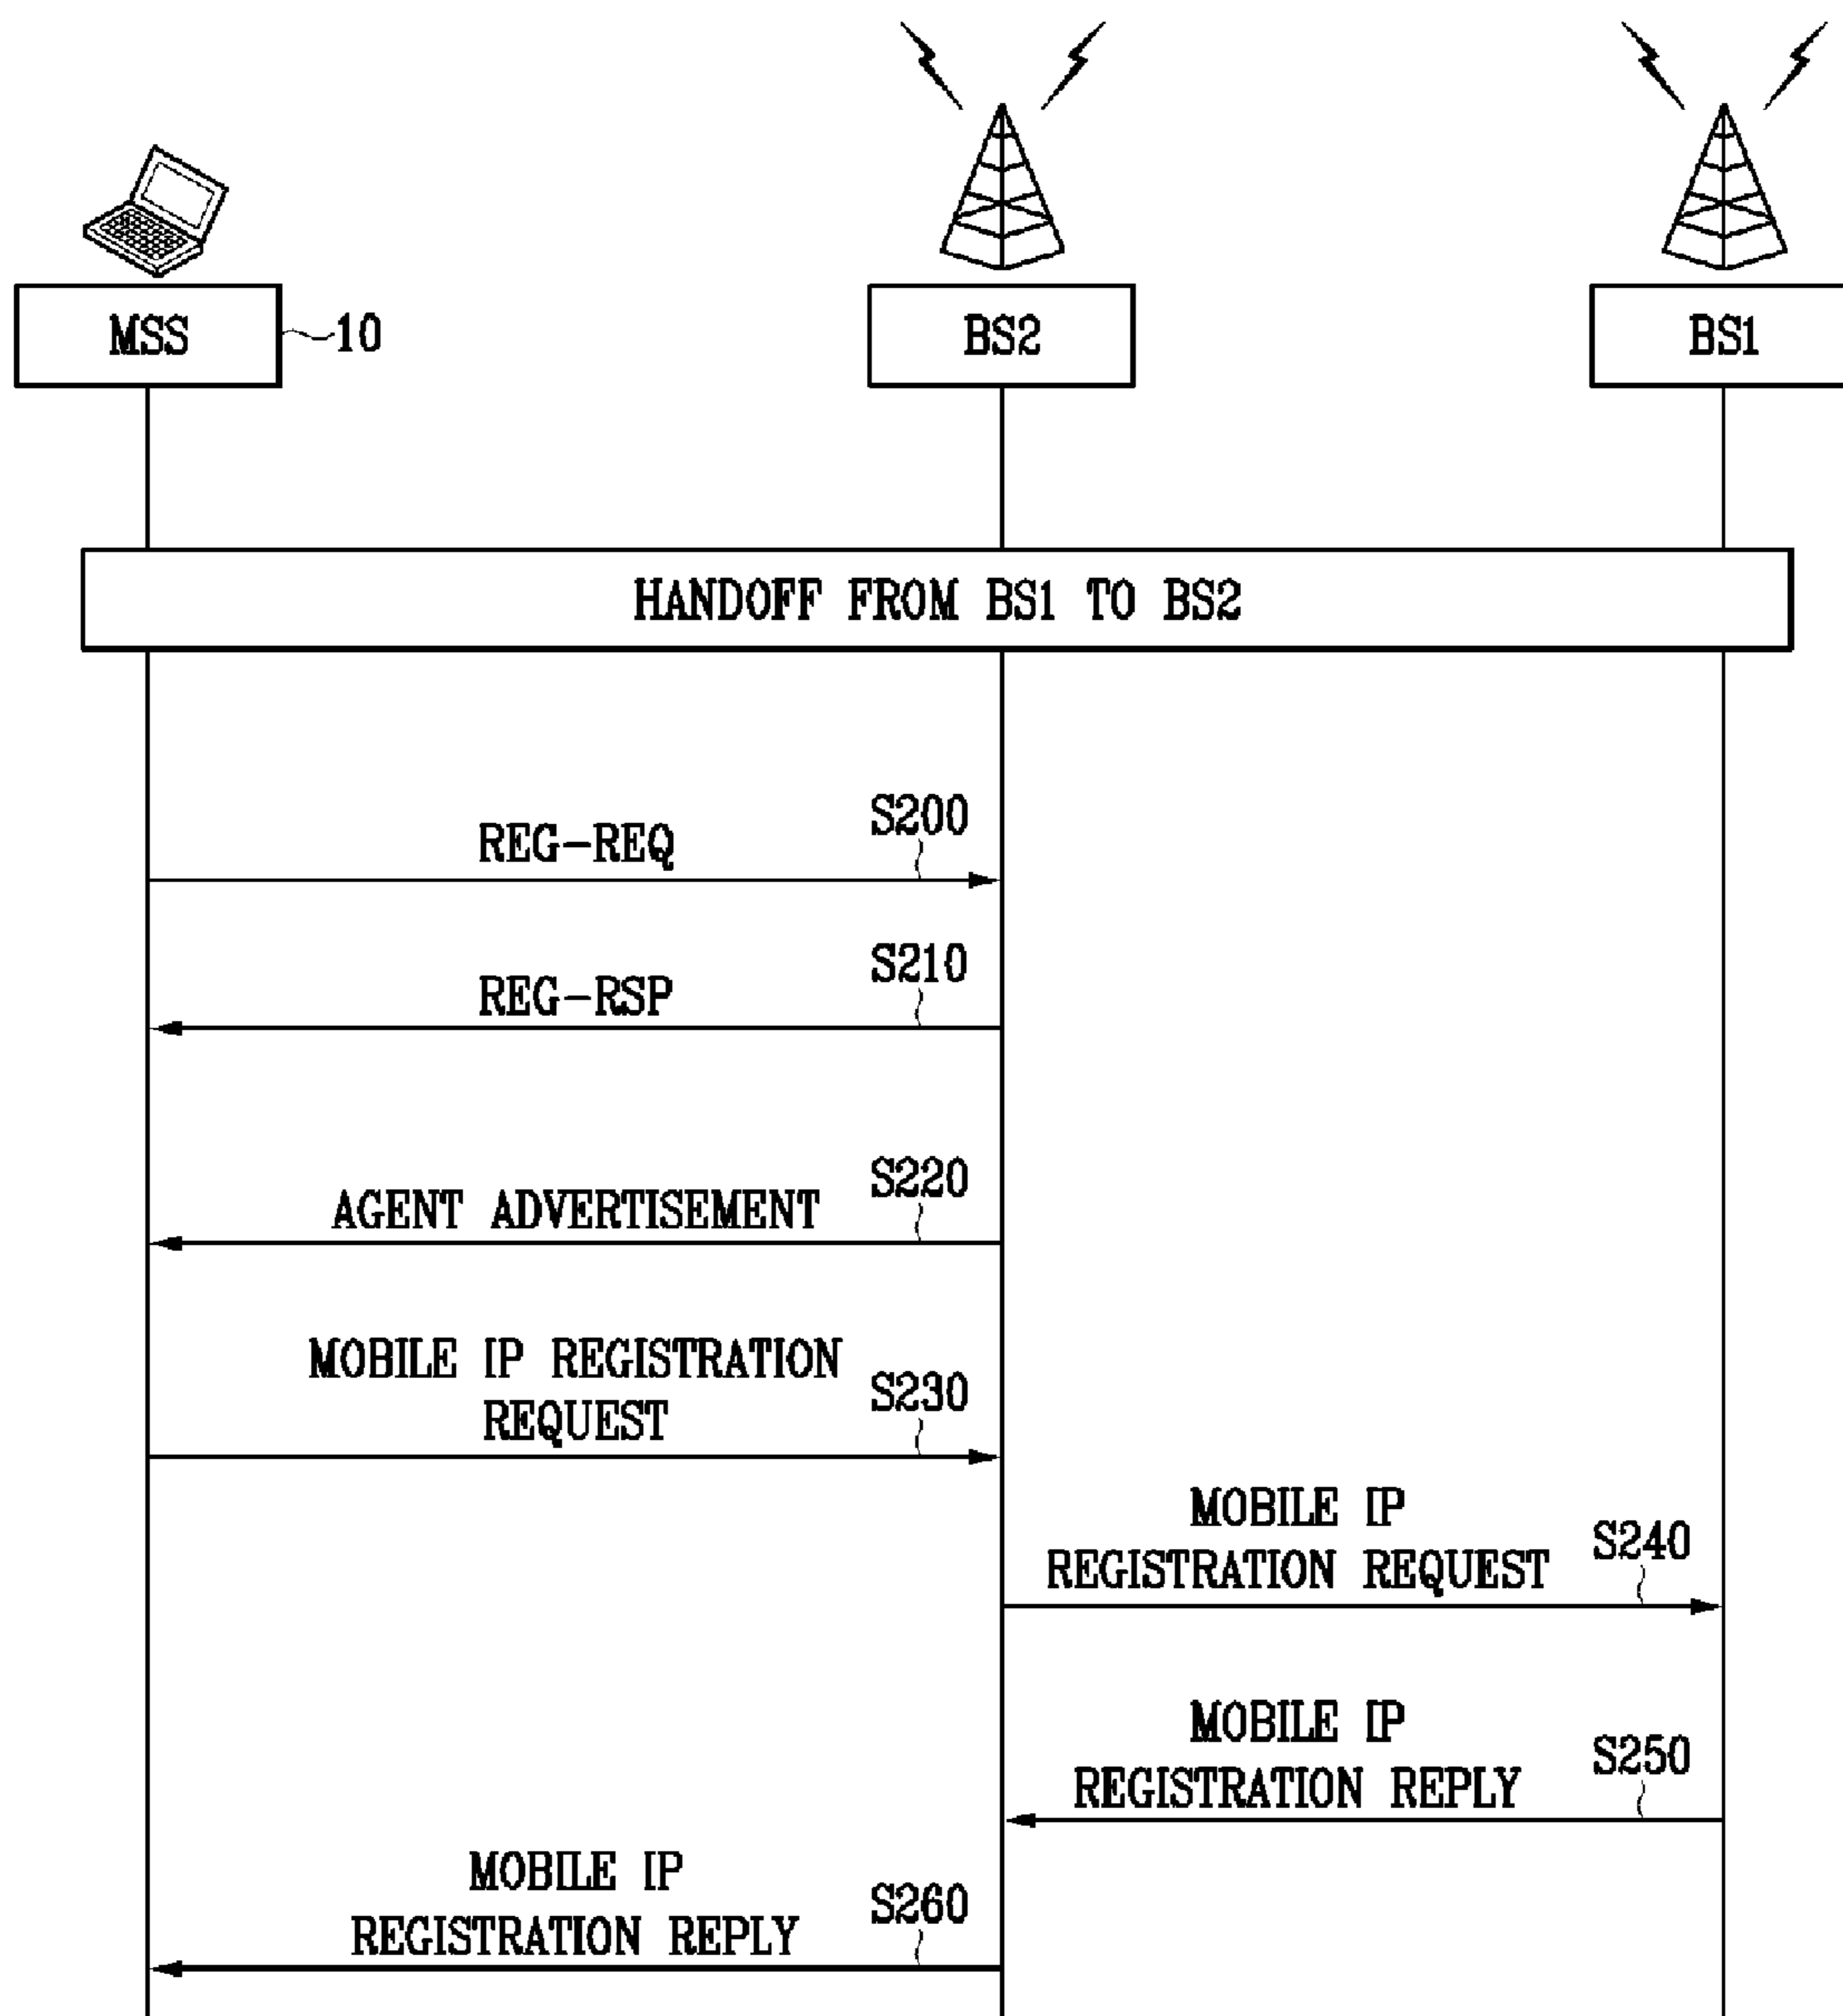 MSS
10
BS2
BS1
HANDOFF FROM BS1 TO BS2
S200
REG-REQ
S210
REG-RSP
S220
AGENT ADVERTISEMENT
MOBILE IP REGISTRATION
REQUEST
S230
MOBILE IP
REGISTRATION REQUEST
S240
MOBILE IP
REGISTRATION REPLY
S250
MOBILE IP
REGISTRATION REPLY
S260